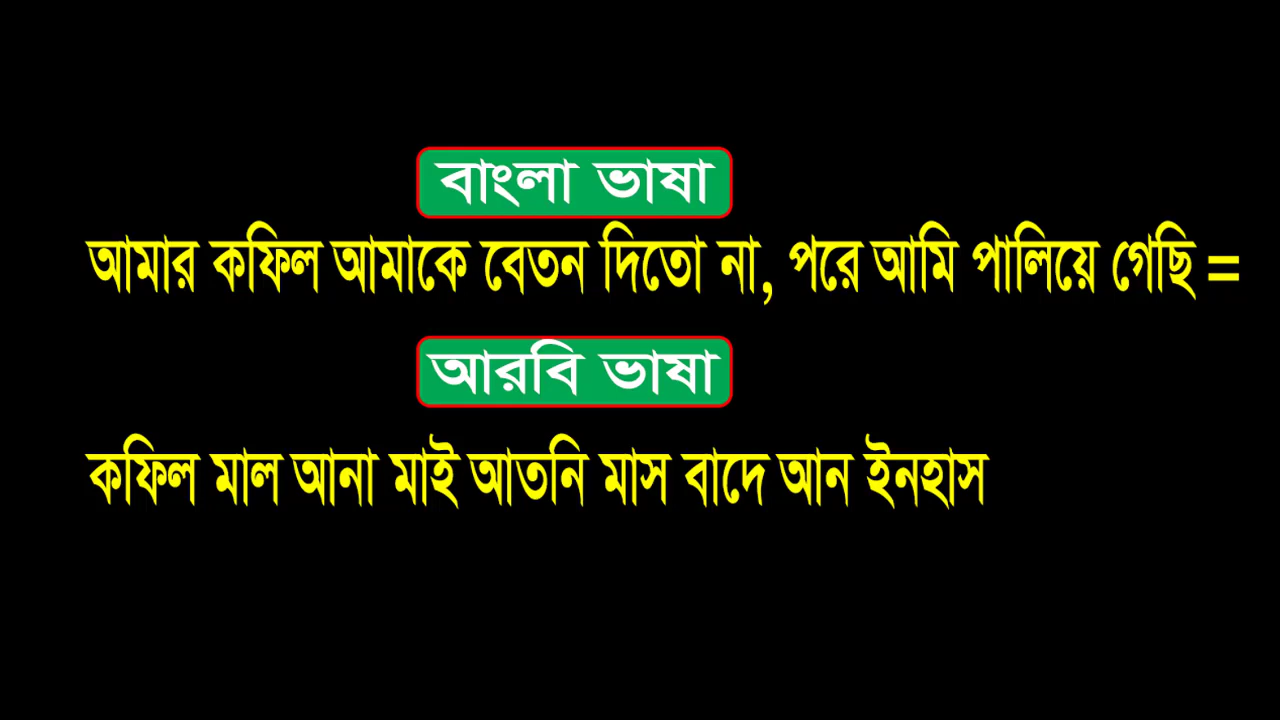 বাংলা ভাষা
আমার কফিল আমাকে বেতন দিতো না, পরে আমি পালিয়ে গেছি =
আরবি ভাষা
কফিল মাল আনা মাই আতনি মাস বাদে আন ইনহাস